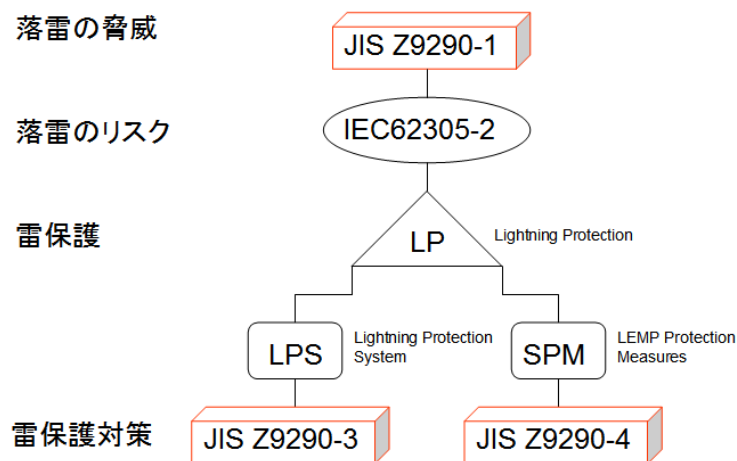 落雷の脅威
JIS Z9290-1
落雷のリスク
IEC62305-2
雷保護
LP
Lightning Protection
LPS
Lightning Protection
System
SPM
LEMP Protection
Measures
雷保護対策
JIS Z9290-3
JIS Z9290-4